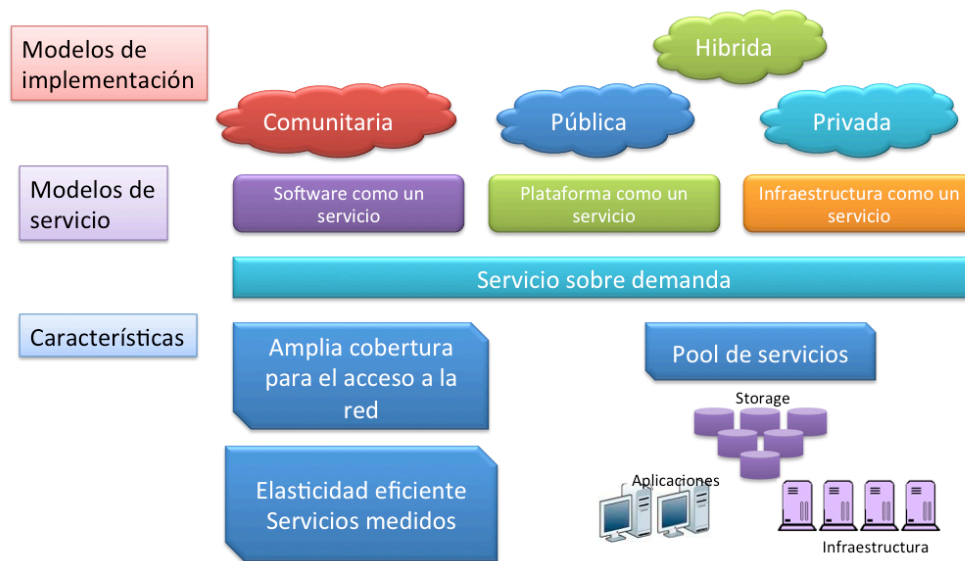 Modelos de
implementación
Hibrida
Comunitaria
Pública
Privada
Modelos de
servicio
Software como un
servicio
Plataforma como un
servicio
Infraestructura como un
servicio
Servicio sobre demanda
Característisticas
Amplia cobertura
para el acceso a la
red
Pool de servicios
Storage
Elasticidad eficiente
Servicios medidos
Aplicaciones
Infraestructura